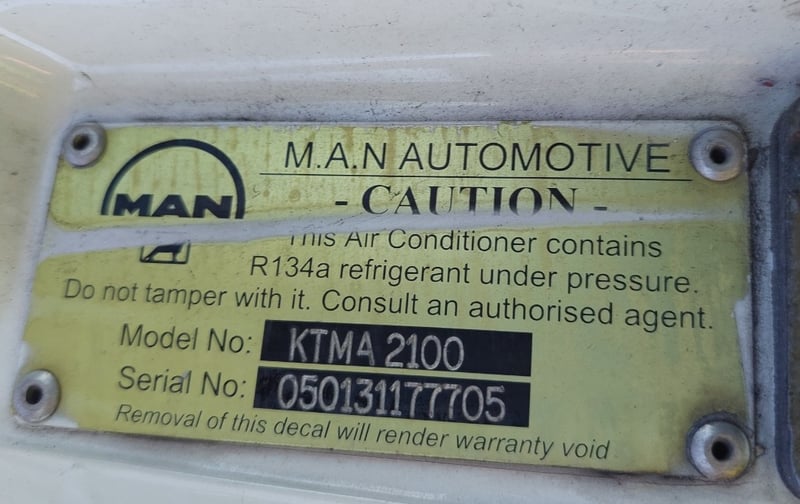 MAN
M.A.N AUTOMOTIVE
- CAUTION -
This Air Conditioner contains
R134a refrigerant under pressure.
Do not tamper with it. Consult an authorised agent.
Model No: KTMA 2100
Serial No: 050131177705
Removal of this decal will render warranty void